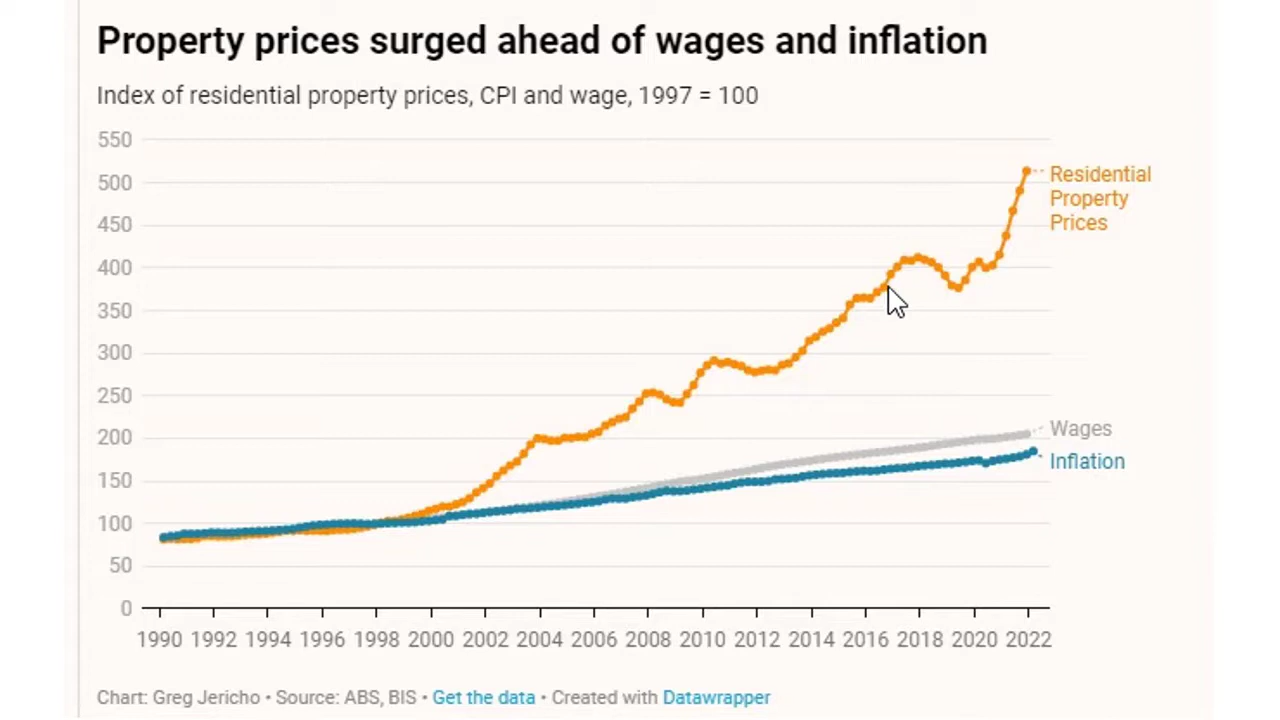 Property prices surged ahead of wages and inflation
Index of residential property prices, CPI and wage, 1997 = 100
550
500
450
400
350
300
250
200
150
100
50
0
Residential
Property
Prices
Wages
Inflation
1990 1992 1994 1996 1998 2000 2002 2004 2006 2008 2010 2012 2014 2016 2018 2020 2022
Chart: Greg Jericho • Source: ABS, BIS • Get the data • Created with Datawrapper